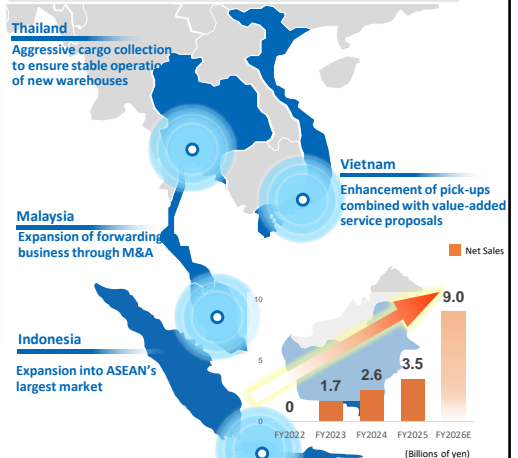 Thailand
Aggressive cargo collection
to ensure stable operation
of new warehouses
Vietnam
Enhancement of pick-ups
combined with value-added
service proposals
Malaysia
Expansion of forwarding
business through M&A
Indonesia
Expansion into ASEAN's
largest market
Net Sales
10
5
0
0
1.7
2.6
3.5
9.0
FY2022 FY2023 FY2024 FY2025 FY2026E
(Billions of yen)